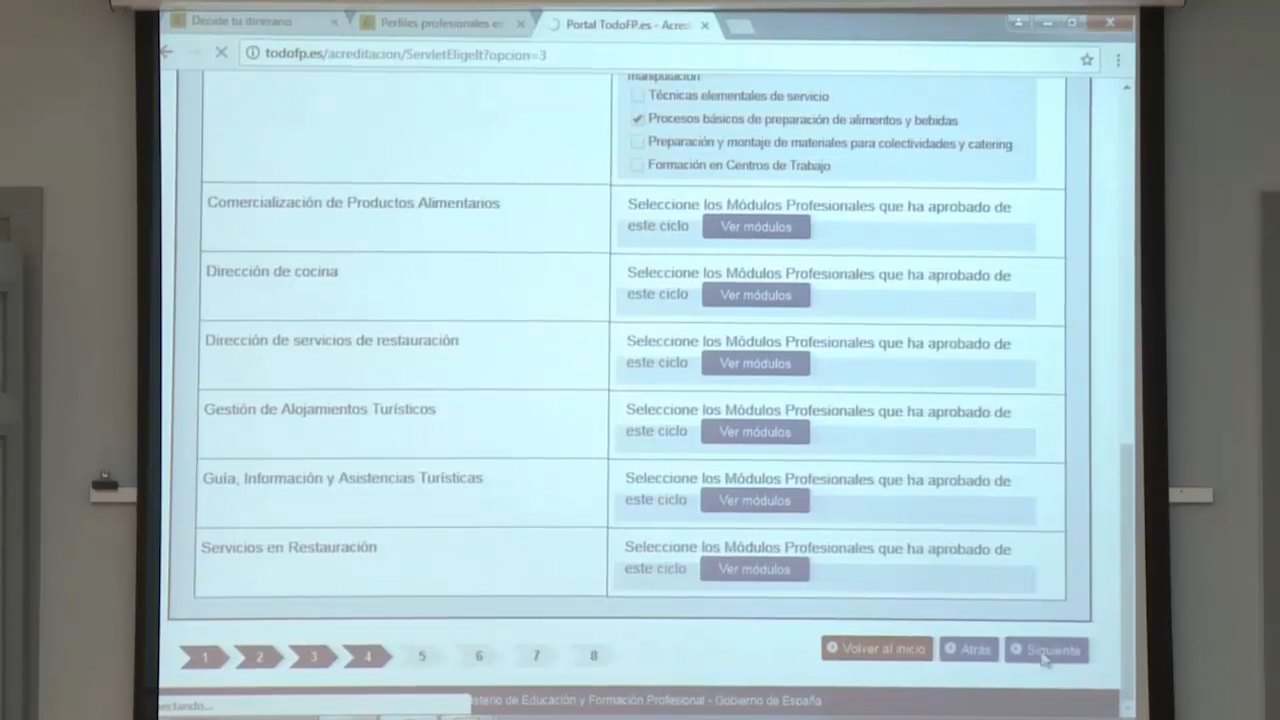 Decide tu itinerario
Perfiles profesionales en
Portal TodoFP.es - Acred
todofp.es/acreditacion/ServletEligeIt?opcion=3
manipulación
Técnicas elementales de servicio
Procesos básicos de preparación de alimentos y bebidas
Preparación y montaje de materiales para colectividades y catering
Formación en Centros de Trabajo
Comercialización de Productos Alimentarios
Seleccione los Módulos Profesionales que ha aprobado de
este ciclo Ver módulos
Dirección de cocina
Seleccione los Módulos Profesionales que ha aprobado de
este ciclo Ver módulos
Dirección de servicios de restauración
Seleccione los Módulos Profesionales que ha aprobado de
este ciclo Ver módulos
Gestión de Alojamientos Turísticos
Seleccione los Módulos Profesionales que ha aprobado de
este ciclo Ver módulos
Guía, Información y Asistencias Turísticas
Seleccione los Módulos Profesionales que ha aprobado de
este ciclo Ver módulos
Servicios en Restauración
Seleccione los Módulos Profesionales que ha aprobado de
este ciclo Ver módulos
1 2 3 4 5 6 7 8
Volver al inicio Atrás Siguiente
ectando...
isterio de Educación y Formación Profesional - Gobierno de España